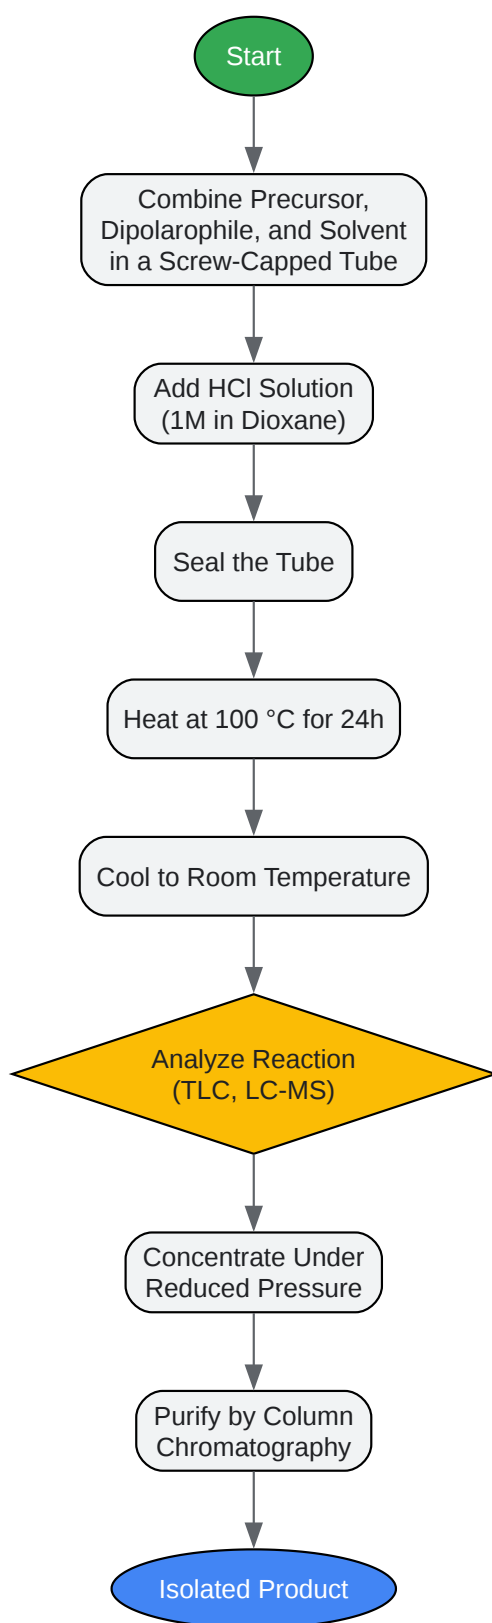 Start
Combine Precursor,
Dipolarophile, and Solvent
in a Screw-Capped Tube
Add HCl Solution
(1M in Dioxane)
Seal the Tube
Heat at 100 °C for 24h
Cool to Room Temperature
Analyze Reaction
(TLC, LC-MS)
Concentrate Under
Reduced Pressure
Purify by Column
Chromatography
Isolated Product